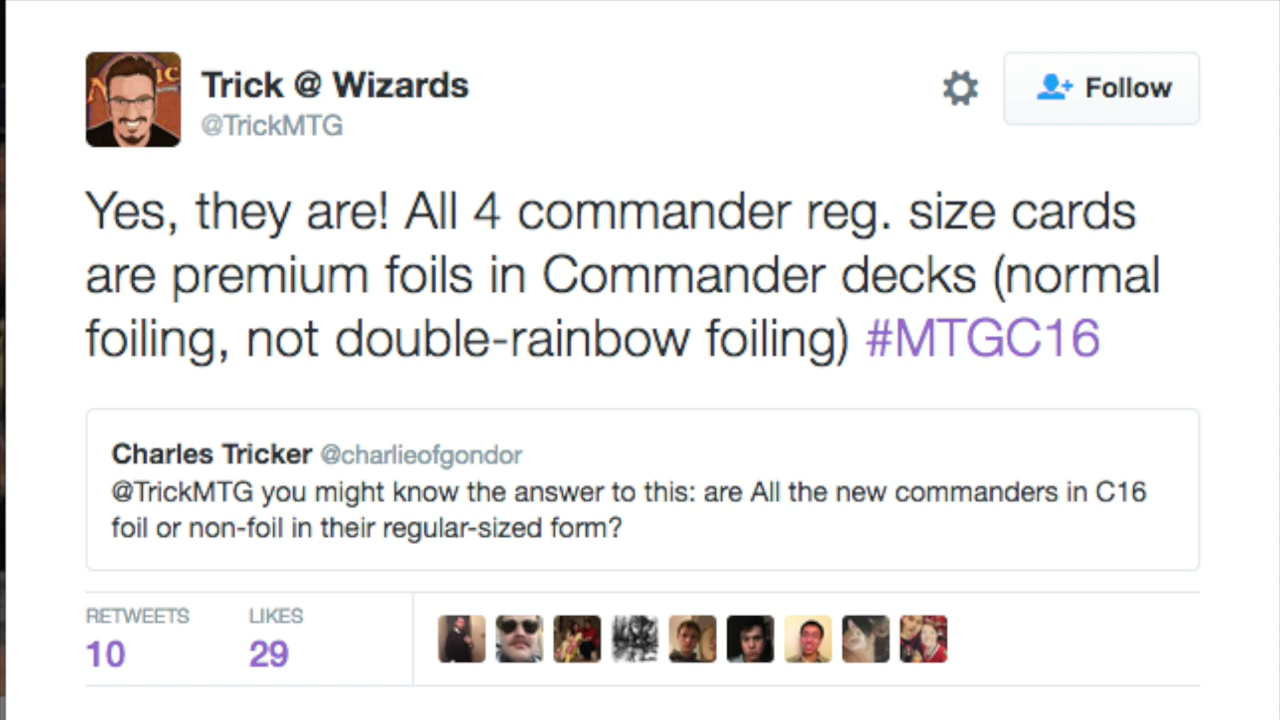 Trick @ Wizards
@TrickMTG
Follow
Yes, they are! All 4 commander reg. size cards
are premium foils in Commander decks (normal
foiling, not double-rainbow foiling) #MTGC16
Charles Tricker @charlieofgondor
@TrickMTG you might know the answer to this: are All the new commanders in C16
foil or non-foil in their regular-sized form?
RETWEETS LIKES
10 29